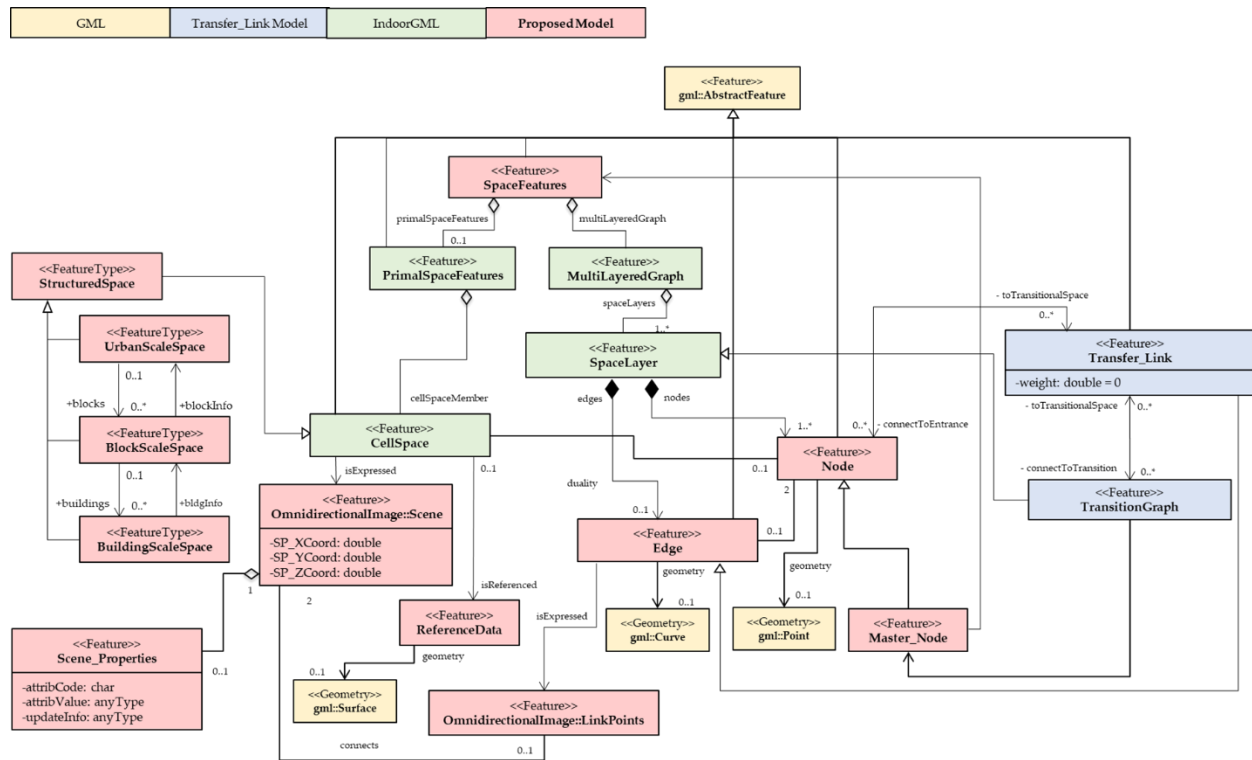 GML
Transfer_Link Model
IndoorGML
Proposed Model
<<Feature>>
gml::AbstractFeature
<<Feature>>
SpaceFeatures
primalSpaceFeatures
multiLayeredGraph
0..1
<<Feature>>
PrimalSpaceFeatures
<<Feature>>
MultiLayeredGraph
<<FeatureType>>
StructuredSpace
spaceLayers
1..*
- toTransitionalSpace
0..*
<<FeatureType>>
UrbanScaleSpace
<<Feature>>
SpaceLayer
<<Feature>>
Transfer_Link
-weight: double = 0
0..1
+blocks
0..*
+blockInfo
cellSpaceMember
edges
nodes
- toTransitionalSpace
0..*
<<FeatureType>>
BlockScaleSpace
<<Feature>>
CellSpace
1..*
0..*
- connectToEntrance
<<Feature>>
Node
0..1
0..1
isExpressed
0..1
2
- connectToTransition
0..*
+buildings
0..*
+bldgInfo
duality
<<Feature>>
TransitionGraph
<<FeatureType>>
BuildingScaleSpace
<<Feature>>
OmnidirectionalImage::Scene
-SP_XCoord: double
-SP_YCoord: double
-SP_ZCoord: double
0..1
<<Feature>>
Edge
0..1
geometry
geometry
1
2
isReferenced
isExpressed
0..1
0..1
<<Feature>>
ReferenceData
<<Geometry>>
gml::Curve
<<Geometry>>
gml::Point
<<Feature>>
Master_Node
<<Feature>>
Scene_Properties
-attribCode: char
-attribValue: anyType
-updateInfo: anyType
0..1
geometry
0..1
<<Geometry>>
gml::Surface
<<Feature>>
OmnidirectionalImage::LinkPoints
connects
0..1